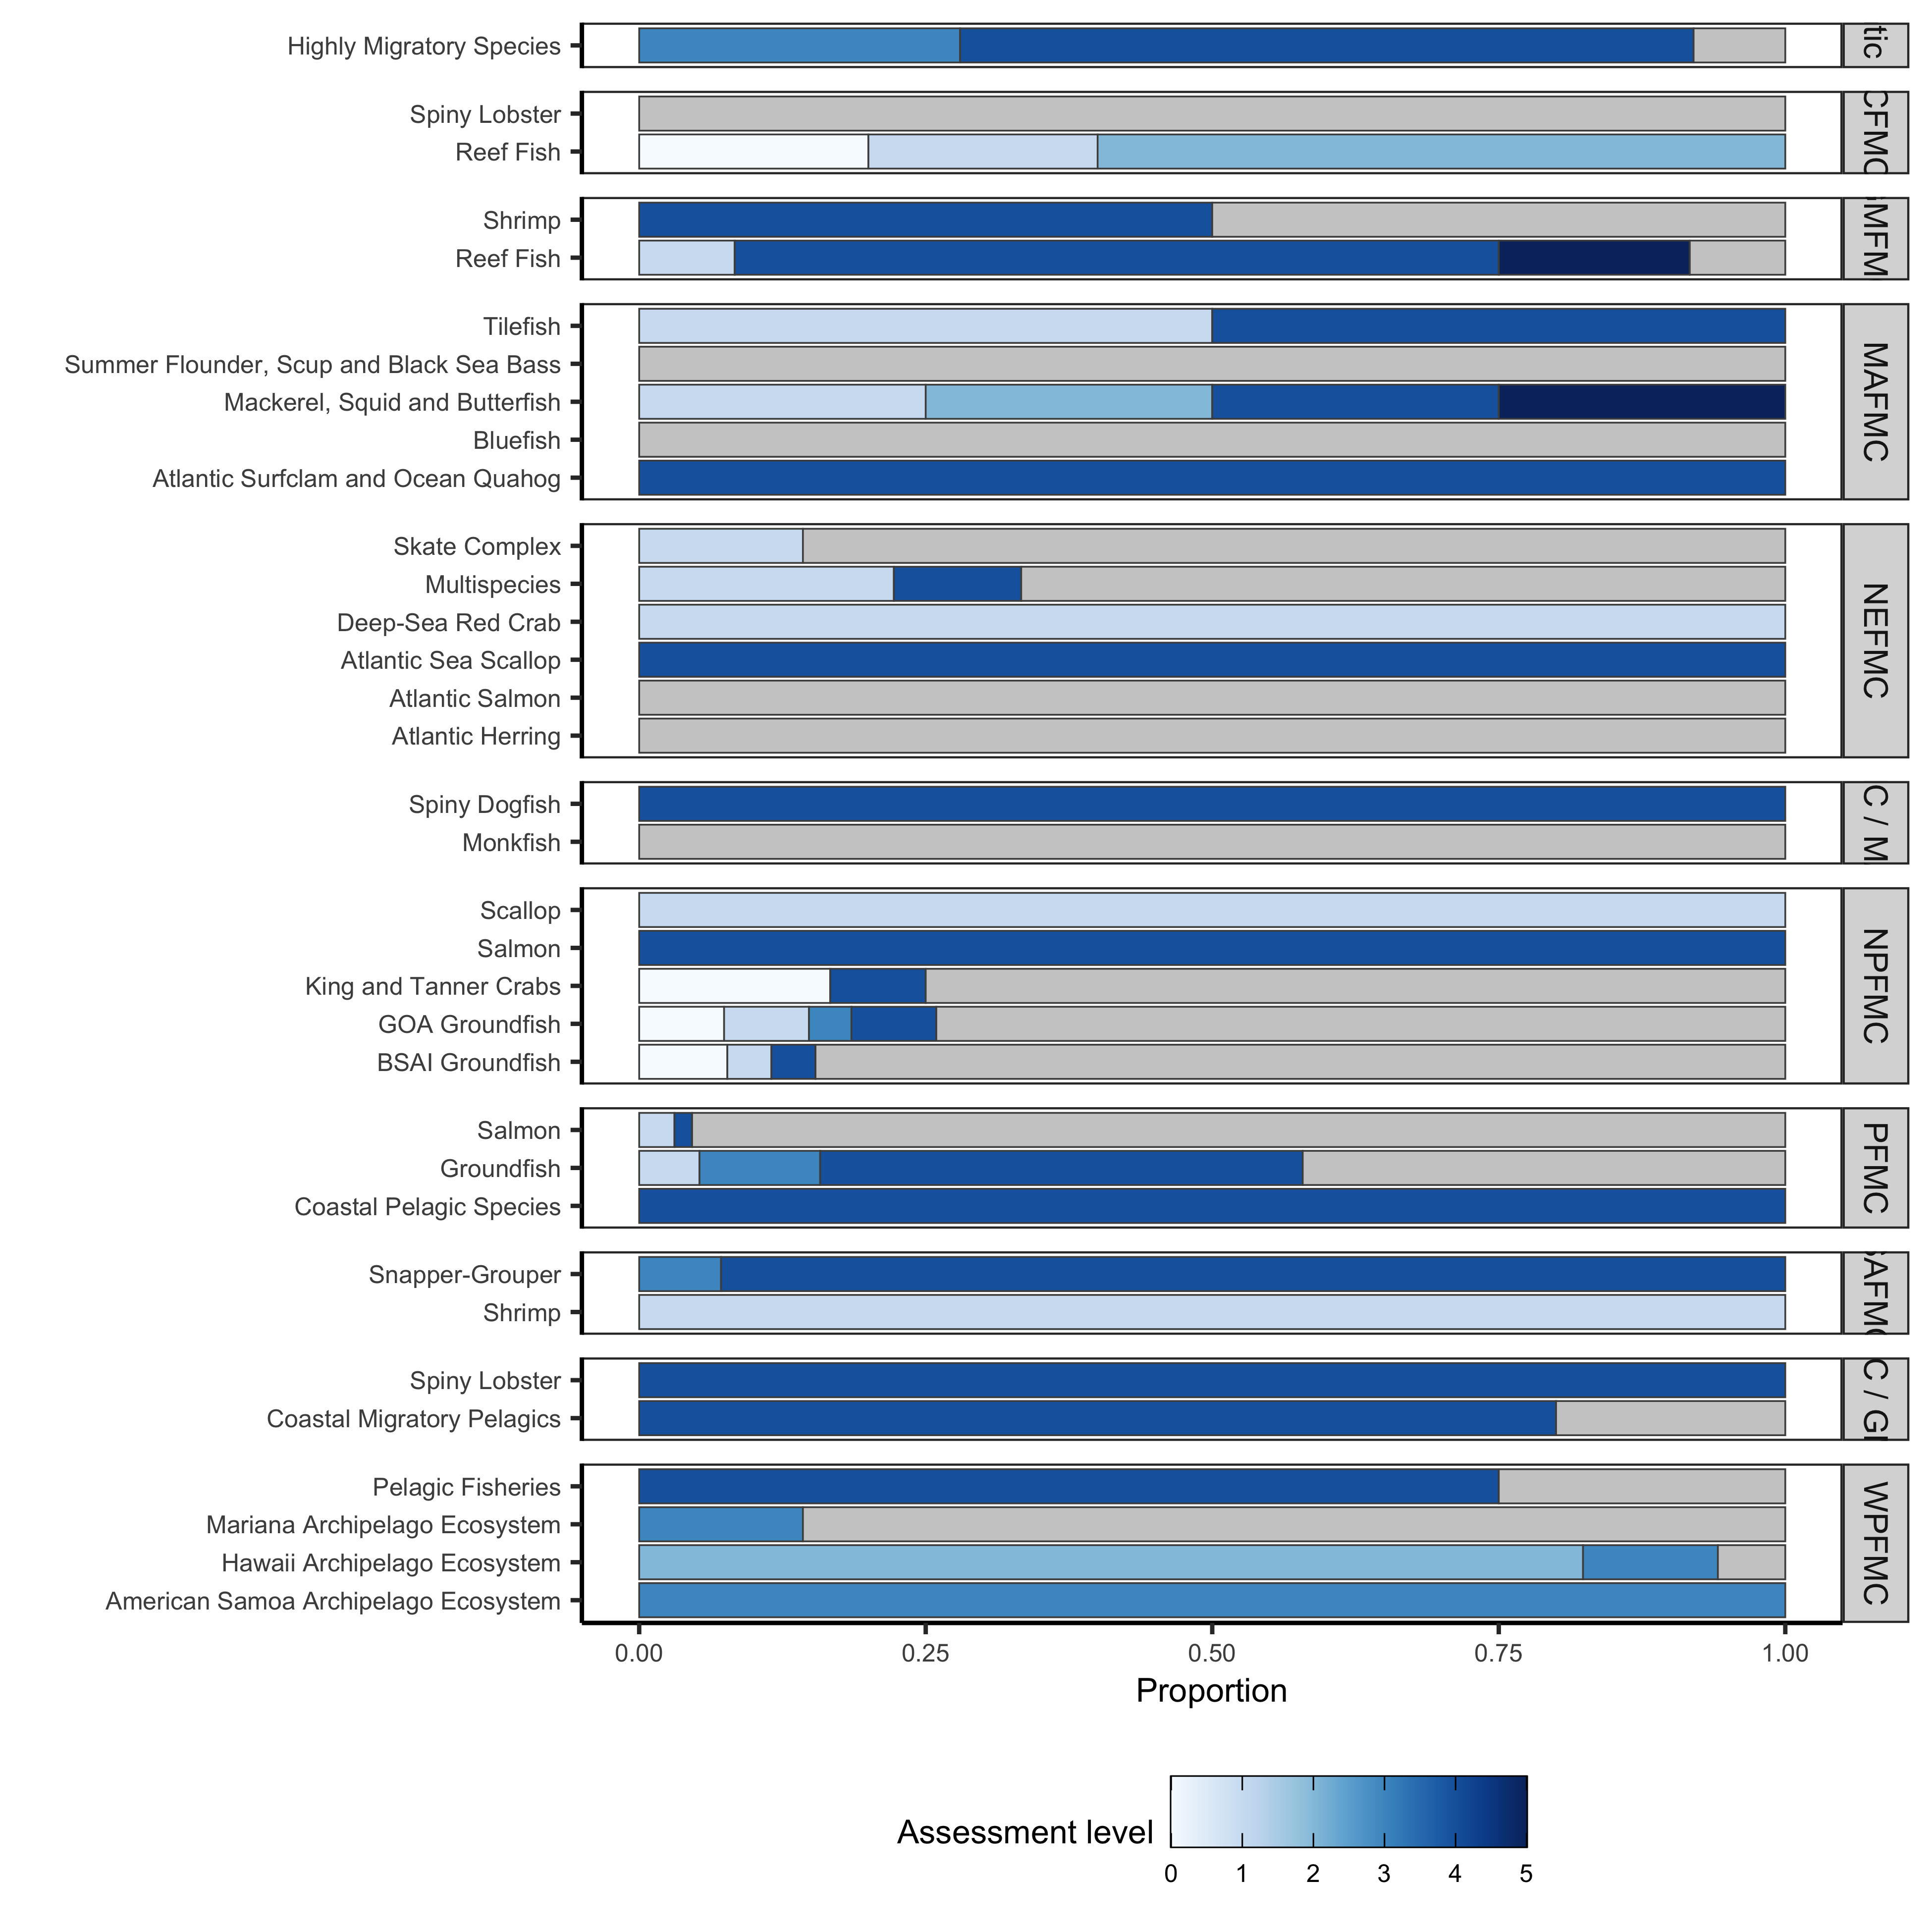 Highly Migratory Species
tic
Spiny Lobster
Reef Fish
CFMC
Shrimp
Reef Fish
MFM
Tilefish
Summer Flounder, Scup and Black Sea Bass
Mackerel, Squid and Butterfish
Bluefish
Atlantic Surfclam and Ocean Quahog
MAFMC
Skate Complex
Multispecies
Deep-Sea Red Crab
Atlantic Sea Scallop
Atlantic Salmon
Atlantic Herring
NEFMC
Spiny Dogfish
Monkfish
C / M
Scallop
Salmon
King and Tanner Crabs
GOA Groundfish
BSAI Groundfish
NPFMC
Salmon
Groundfish
Coastal Pelagic Species
PFMC
Snapper-Grouper
Shrimp
SAFMC
Spiny Lobster
Coastal Migratory Pelagics
C / G
Pelagic Fisheries
Mariana Archipelago Ecosystem
Hawaii Archipelago Ecosystem
American Samoa Archipelago Ecosystem
WPFMC
0.00 0.25 0.50 0.75 1.00
Proportion
Assessment level
0 1 2 3 4 5